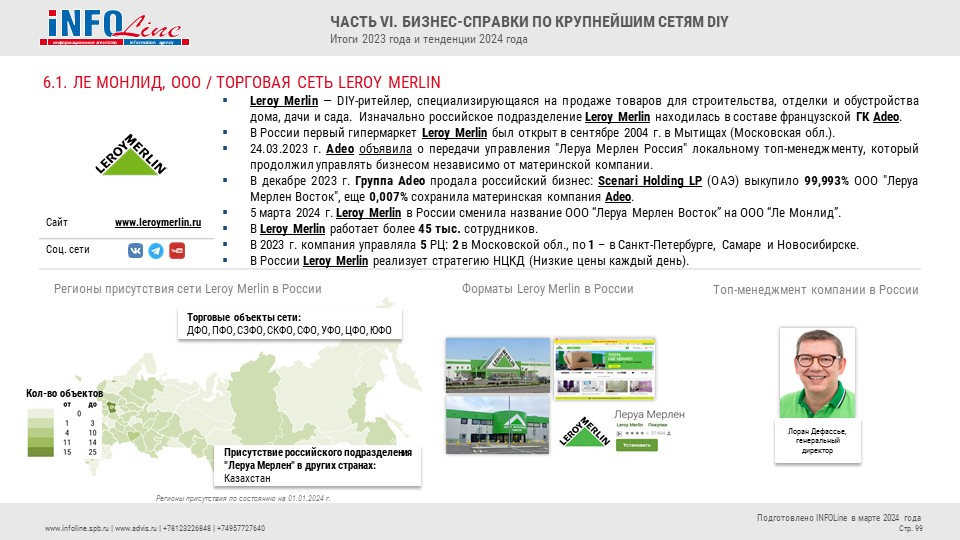 iNFOLine
информационное агентство information agency
ЧАСТЬ VI. БИЗНЕС-СПРАВКИ ПО КРУПНЕЙШИМ СЕТЯМ DIY
Итоги 2023 года и тенденции 2024 года
6.1. ЛЕ МОНЛИД, ООО / ТОРГОВАЯ СЕТЬ LEROY MERLIN
LEROY MERLIN
Сайт www.leroymerlin.ru
Соц. сети
▪ Leroy Merlin — DIY-ритейлер, специализирующаяся на продаже товаров для строительства, отделки и обустройства
дома, дачи и сада. Изначально российское подразделение Leroy Merlin находилась в составе французской ГК Adeo.
▪ В России первый гипермаркет Leroy Merlin был открыт в сентябре 2004 г. в Мытищах (Московская обл.).
▪ 24.03.2023 г. Adeo объявила о передачи управления "Леруа Мерлен Россия" локальному топ-менеджменту, который
продолжил управлять бизнесом независимо от материнской компании.
▪ В декабре 2023 г. Группа Adeo продала российский бизнес: Scenari Holding LP (ОАЭ) выкупило 99,993% ООО "Леруа
Мерлен Восток", еще 0,007% сохранила материнская компания Adeo.
▪ 5 марта 2024 г. Leroy Merlin в России сменила название ООО “Леруа Мерлен Восток” на ООО “Ле Монлид”.
▪ В Leroy Merlin работает более 45 тыс. сотрудников.
▪ В 2023 г. компания управляла 5 РЦ: 2 в Московской обл., по 1 – в Санкт-Петербурге, Самаре и Новосибирске.
▪ В России Leroy Merlin реализует стратегию НЦКД (Низкие цены каждый день).
Регионы присутствия сети Leroy Merlin в России
Торговые объекты сети:
ДФО, ПФО, СЗФО, СКФО, СФО, УФО, ЦФО, ЮФО
Кол-во объектов
от до
0
1 3
4 10
11 14
15 25
Присутствие российского подразделения
"Леруа Мерлен" в других странах:
Казахстан
Регионы присутствия по состоянию на 01.01.2024 г.
Форматы Leroy Merlin в России
LEROY MERLIN
LEROY MERLIN
Леруа Мерлен
Leroy Merlin Покупки
Установить
Топ-менеджмент компании в России
Лоран Дефассье,
генеральный
директор
Подготовлено INFOLine в марте 2024 года
www.infoline.spb.ru | www.advis.ru | +78123226848 | +74957727640
Стр. 99